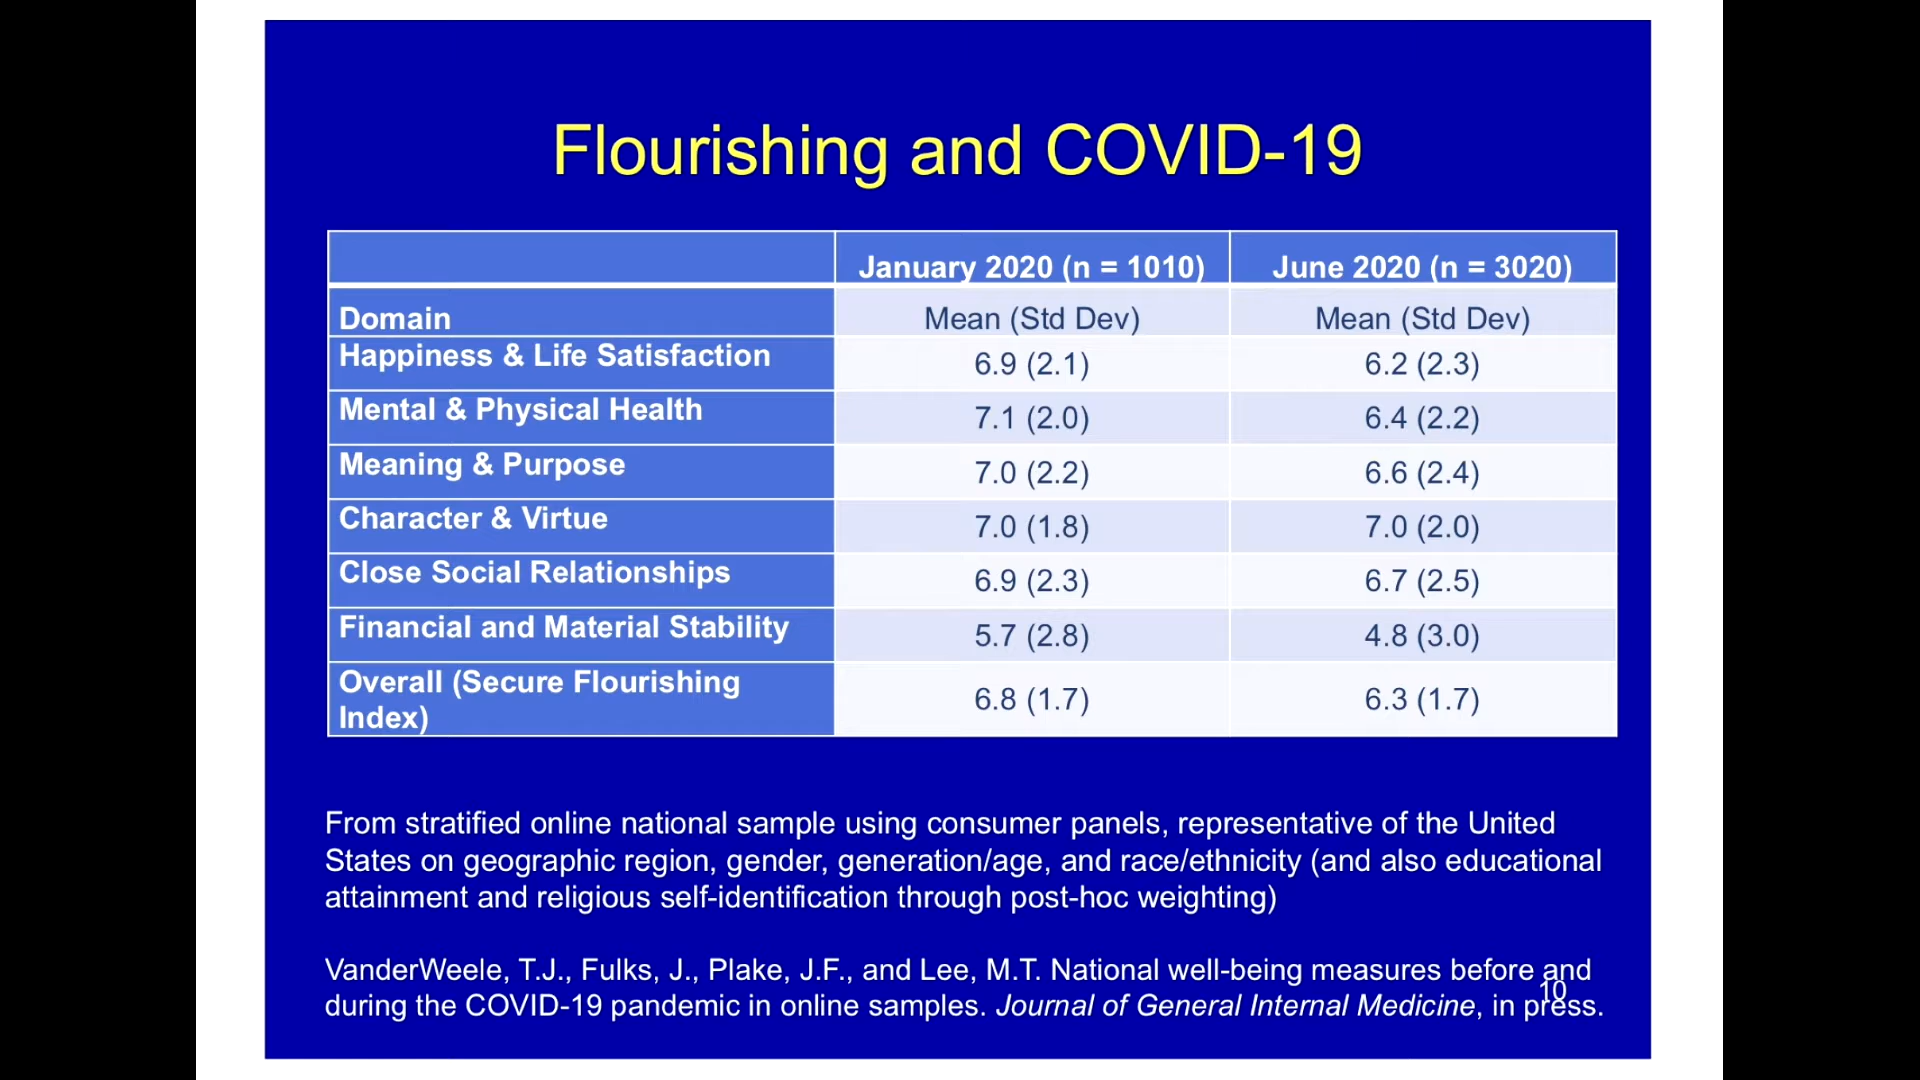 Flourishing and COVID-19
January 2020 (n = 1010) June 2020 (n = 3020)
Domain Mean (Std Dev) Mean (Std Dev)
Happiness & Life Satisfaction 6.9 (2.1) 6.2 (2.3)
Mental & Physical Health 7.1 (2.0) 6.4 (2.2)
Meaning & Purpose 7.0 (2.2) 6.6 (2.4)
Character & Virtue 7.0 (1.8) 7.0 (2.0)
Close Social Relationships 6.9 (2.3) 6.7 (2.5)
Financial and Material Stability 5.7 (2.8) 4.8 (3.0)
Overall (Secure Flourishing
Index) 6.8 (1.7) 6.3 (1.7)
From stratified online national sample using consumer panels, representative of the United
States on geographic region, gender, generation/age, and race/ethnicity (and also educational
attainment and religious self-identification through post-hoc weighting)
VanderWeele, T.J., Fulks, J., Plake, J.F., and Lee, M.T. National well-being measures before and
during the COVID-19 pandemic in online samples. Journal of General Internal Medicine, in press.
10